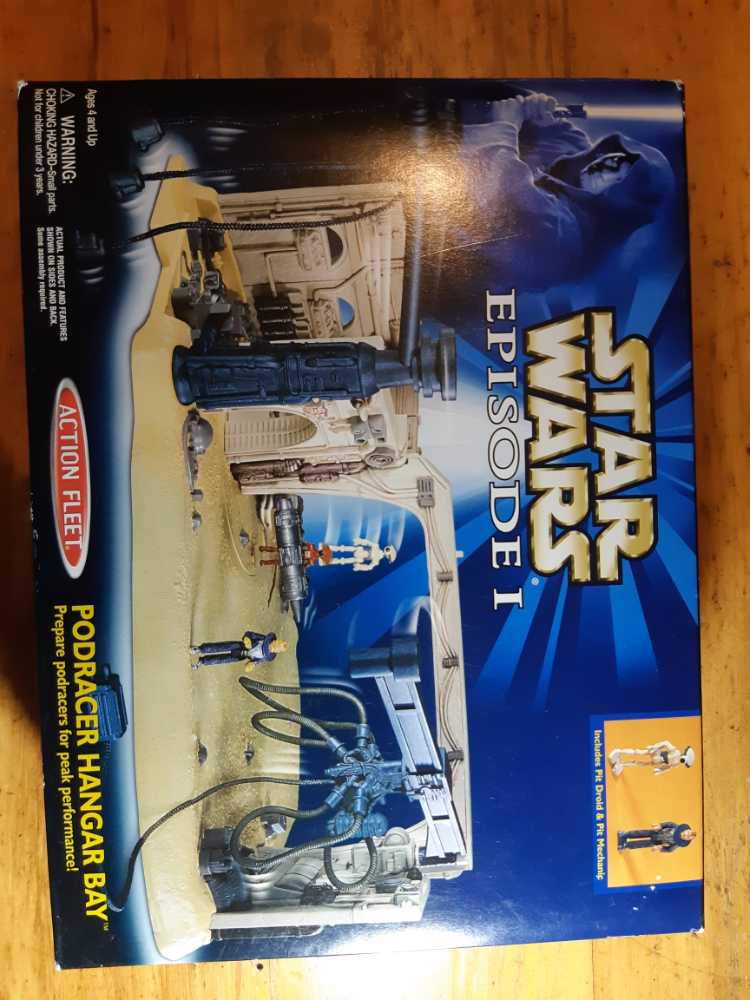 STAR
WARS®
EPISODE I
Includes Pit Droid & Pit Mechanic
Ages 4 and Up
⚠ WARNING:
CHOKING HAZARD–Small parts.
Not for children under 3 years.
ACTUAL PRODUCT AND FEATURES
SHOWN ON SIDES AND BACK.
Some assembly required.
ACTION FLEET
PODRACER HANGAR BAY™
Prepare podracers for peak performance!